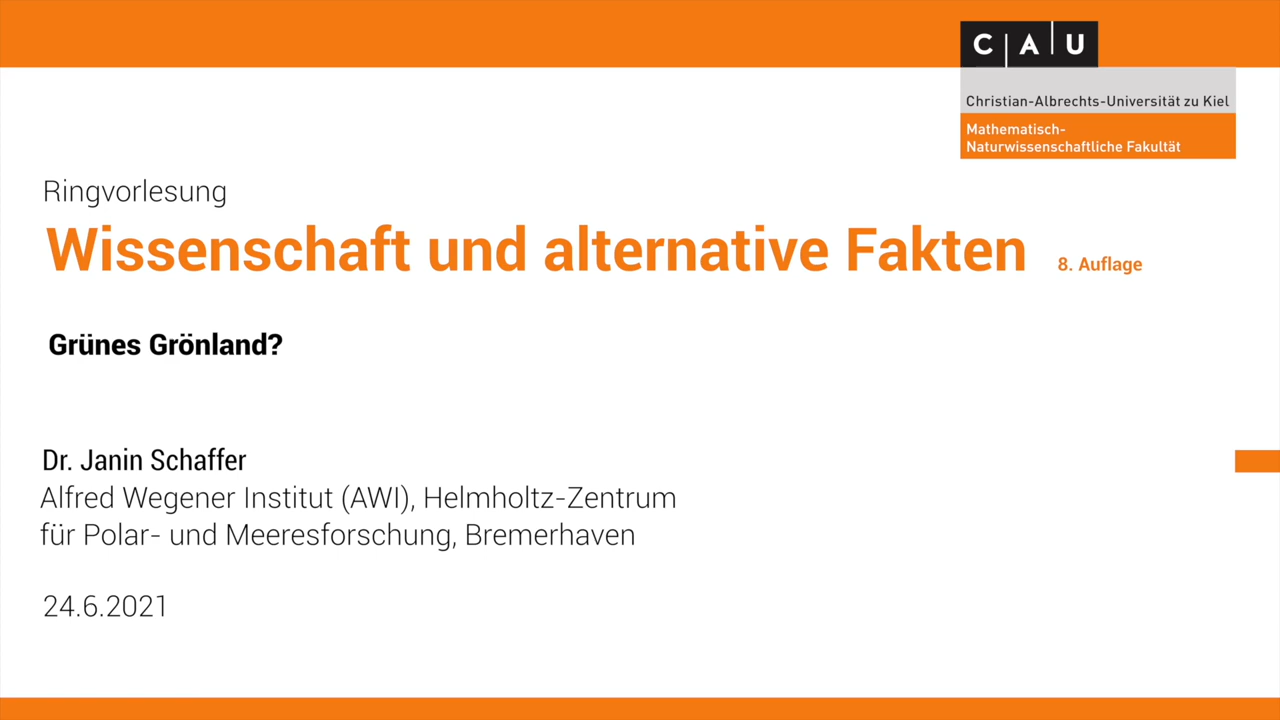 C A U
Christian-Albrechts-Universität zu Kiel
Mathematisch-
Naturwissenschaftliche Fakultät
Ringvorlesung
Wissenschaft und alternative Fakten 8. Auflage
Grünes Grönland?
Dr. Janin Schaffer
Alfred Wegener Institut (AWI), Helmholtz-Zentrum
für Polar- und Meeresforschung, Bremerhaven
24.6.2021